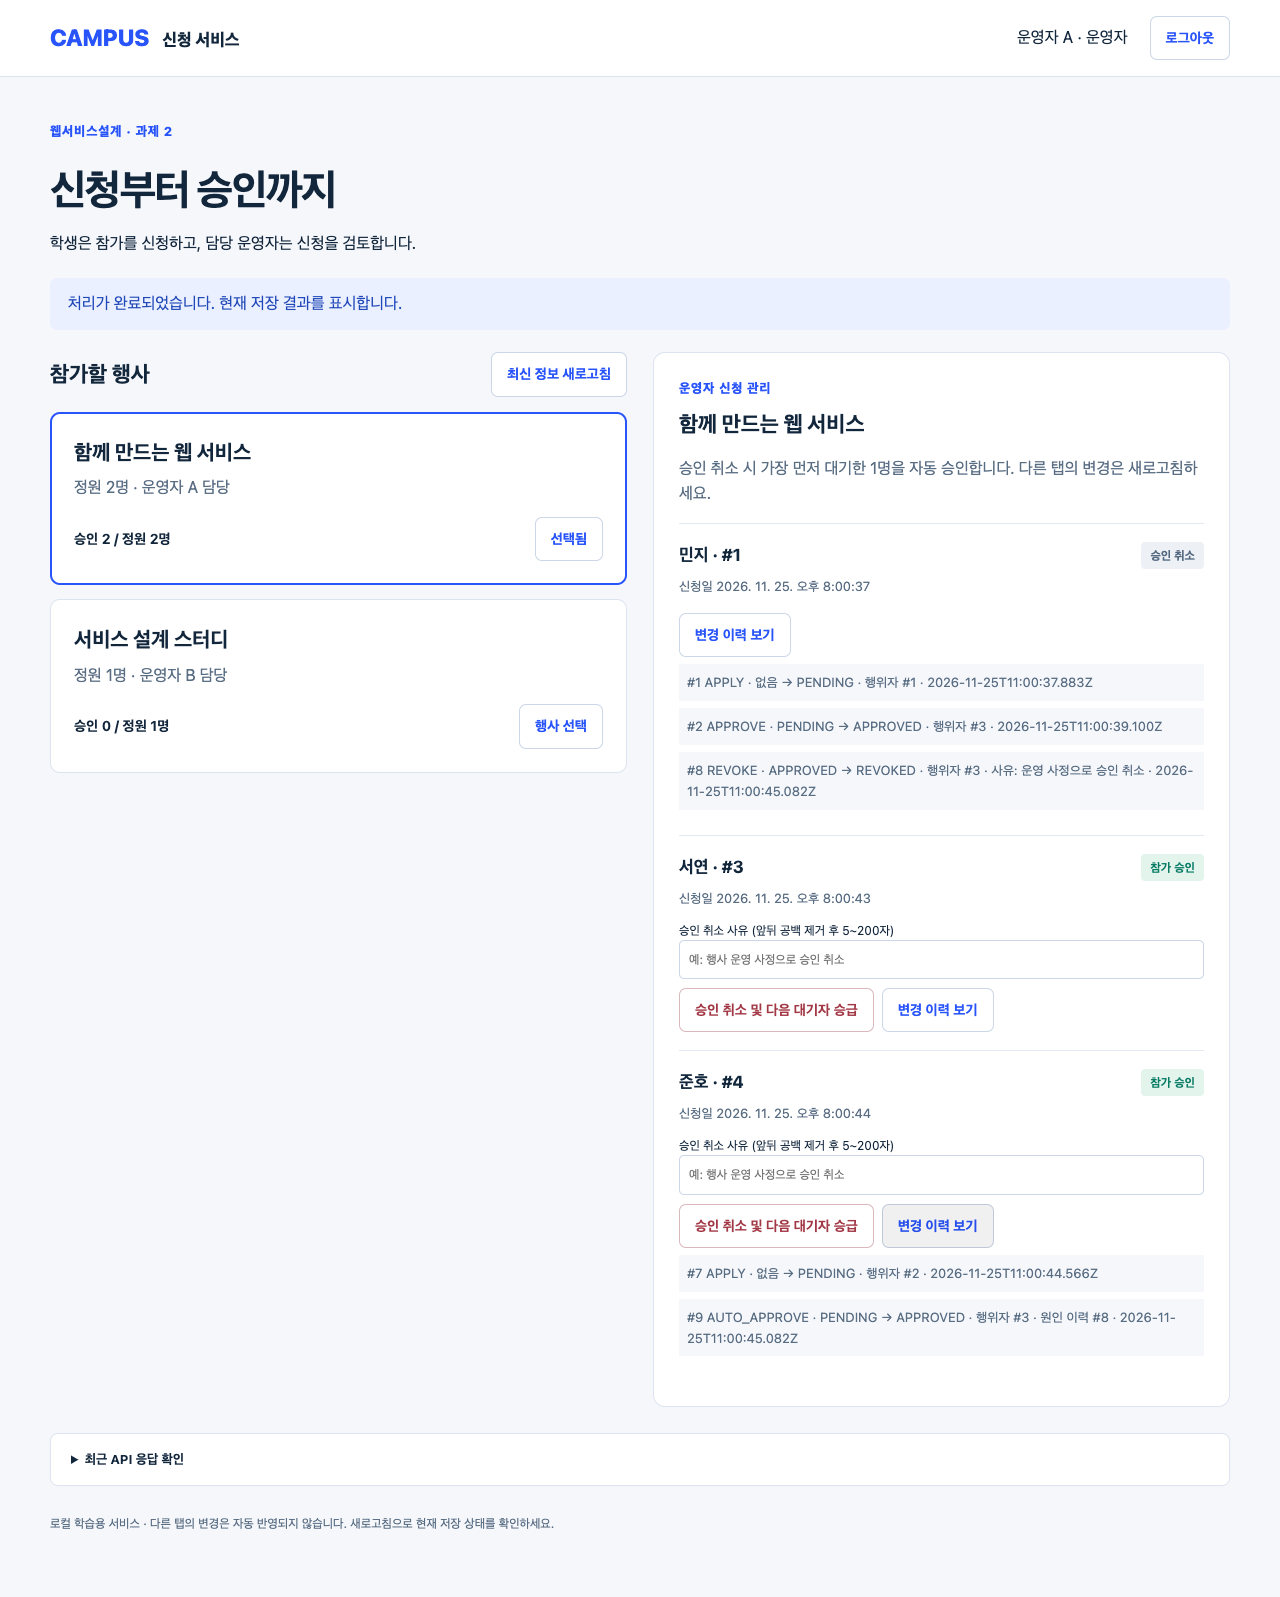 CAMPUS 신청 서비스
운영자 A · 운영자
로그아웃
웹서비스설계 · 과제 2
신청부터 승인까지
학생은 참가를 신청하고, 담당 운영자는 신청을 검토합니다.
처리가 완료되었습니다. 현재 저장 결과를 표시합니다.
참가할 행사
최신 정보 새로고침
함께 만드는 웹 서비스
정원 2명 · 운영자 A 담당
승인 2 / 정원 2명
선택됨
서비스 설계 스터디
정원 1명 · 운영자 B 담당
승인 0 / 정원 1명
행사 선택
운영자 신청 관리
함께 만드는 웹 서비스
승인 취소 시 가장 먼저 대기한 1명을 자동 승인합니다. 다른 탭의 변경은 새로고침하
세요.
민지 · #1
승인 취소
신청일 2026. 11. 25. 오후 8:00:37
변경 이력 보기
#1 APPLY · 없음 → PENDING · 행위자 #1 · 2026-11-25T11:00:37.883Z
#2 APPROVE · PENDING → APPROVED · 행위자 #3 · 2026-11-25T11:00:39.100Z
#8 REVOKE · APPROVED → REVOKED · 행위자 #3 · 사유: 운영 사정으로 승인 취소 · 2026-
11-25T11:00:45.082Z
서연 · #3
참가 승인
신청일 2026. 11. 25. 오후 8:00:43
승인 취소 사유 (앞뒤 공백 제거 후 5~200자)
예: 행사 운영 사정으로 승인 취소
승인 취소 및 다음 대기자 승급
변경 이력 보기
준호 · #4
참가 승인
신청일 2026. 11. 25. 오후 8:00:44
승인 취소 사유 (앞뒤 공백 제거 후 5~200자)
예: 행사 운영 사정으로 승인 취소
승인 취소 및 다음 대기자 승급
변경 이력 보기
#7 APPLY · 없음 → PENDING · 행위자 #2 · 2026-11-25T11:00:44.566Z
#9 AUTO_APPROVE · PENDING → APPROVED · 행위자 #3 · 원인 이력 #8 · 2026-11-
25T11:00:45.082Z
▶ 최근 API 응답 확인
로컬 학습용 서비스 · 다른 탭의 변경은 자동 반영되지 않습니다. 새로고침으로 현재 저장 상태를 확인하세요.